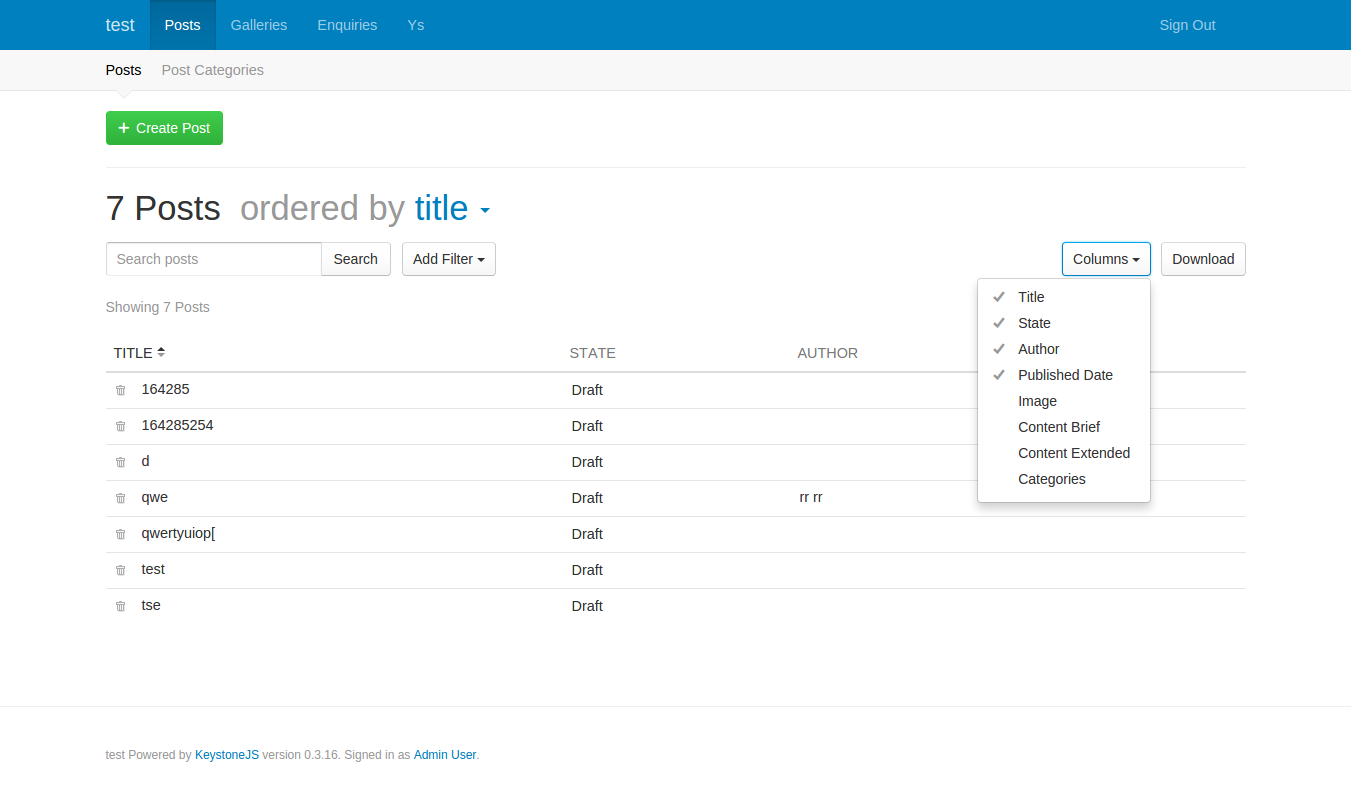 test Posts Galleries Enquiries Ys Sign Out
Posts Post Categories
+ Create Post
7 Posts ordered by title
Search posts Search Add Filter Columns Download
Showing 7 Posts
Title
State
Author
Published Date
Image
Content Brief
Content Extended
Categories
TITLE STATE AUTHOR
164285 Draft
164285254 Draft
d Draft
qwe Draft rr rr
qwertyuiop[ Draft
test Draft
tse Draft
test Powered by KeystoneJS version 0.3.16. Signed in as Admin User.